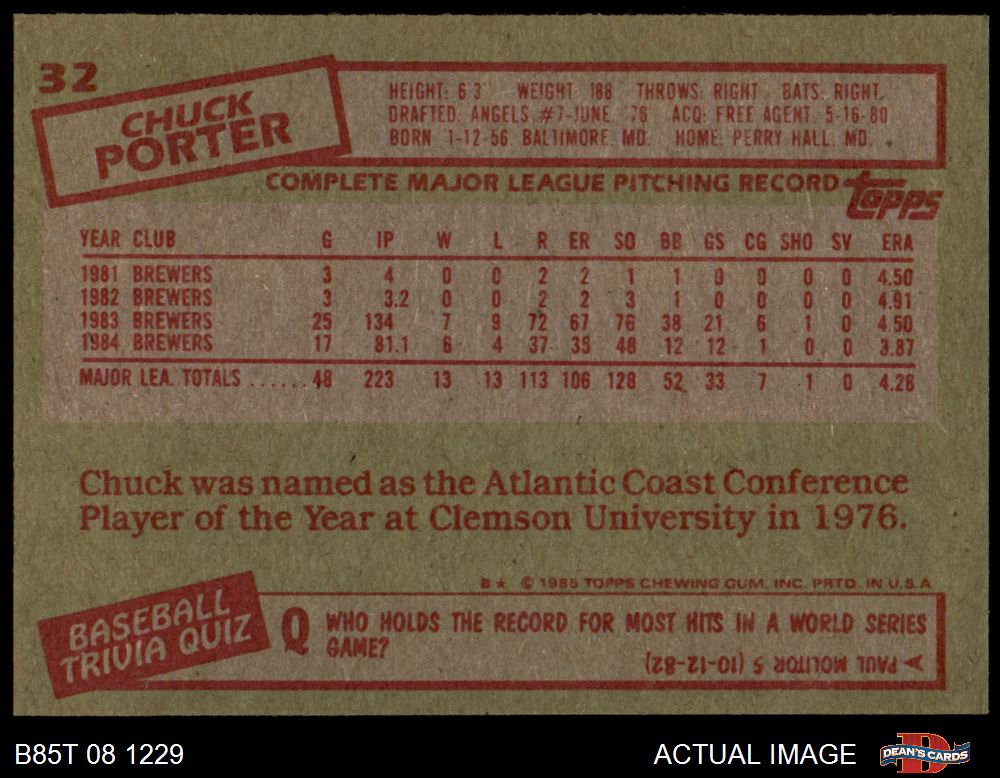 32
CHUCK
PORTER
HEIGHT: 6'3" WEIGHT: 188 THROWS: RIGHT BATS: RIGHT
DRAFTED: ANGELS #7-JUNE, '76 ACQ: FREE AGENT, 5-16-80
BORN 1-12-56, BALTIMORE, MD. HOME: PERRY HALL, MD.
COMPLETE MAJOR LEAGUE PITCHING RECORD topps
YEAR CLUB G IP W L R ER SO BB GS CG SHO SV ERA
1981 BREWERS 3 4 0 0 2 2 1 1 0 0 0 0 4.50
1982 BREWERS 3 3.2 0 0 2 2 3 1 0 0 0 0 4.91
1983 BREWERS 25 134 7 9 72 67 76 38 21 6 1 0 4.50
1984 BREWERS 17 81.1 6 4 37 35 48 12 12 1 0 0 3.87
MAJOR LEA. TOTALS ......48 223 13 13 113 106 128 52 33 7 1 0 4.28
Chuck was named as the Atlantic Coast Conference
Player of the Year at Clemson University in 1976.
B★ © 1985 TOPPS CHEWING GUM, INC. PRTD. IN U.S.A
BASEBALL
TRIVIA QUIZ
Q WHO HOLDS THE RECORD FOR MOST HITS IN A WORLD SERIES
GAME?
PAUL MOLITOR 5 (10-12-82)
B85T 08 1229
ACTUAL IMAGE
DEAN'S CARDS